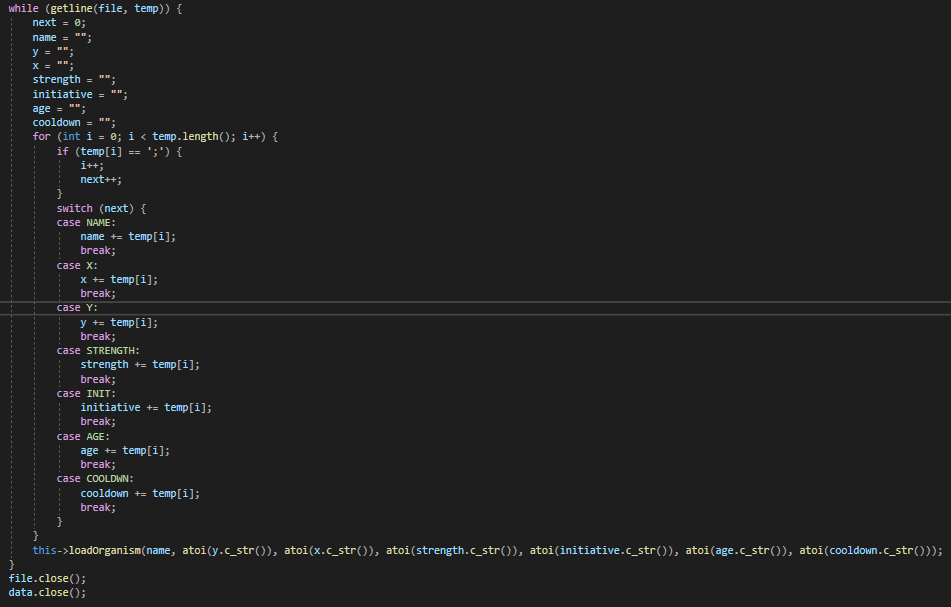 while (getline(file, temp)) {
next = 0;
name = "";
y = "";
x = "";
strength = "";
initiative = "";
age = "";
cooldown = "";
for (int i = 0; i < temp.length(); i++) {
if (temp[i] == ';') {
i++;
next++;
}
switch (next) {
case NAME:
name += temp[i];
break;
case X:
x += temp[i];
break;
case Y:
y += temp[i];
break;
case STRENGTH:
strength += temp[i];
break;
case INIT:
initiative += temp[i];
break;
case AGE:
age += temp[i];
break;
case COOLDWN:
cooldown += temp[i];
break;
}
}
this->loadOrganism(name, atoi(y.c_str()), atoi(x.c_str()), atoi(strength.c_str()), atoi(initiative.c_str()), atoi(age.c_str()), atoi(cooldown.c_str()));
}
file.close();
data.close();